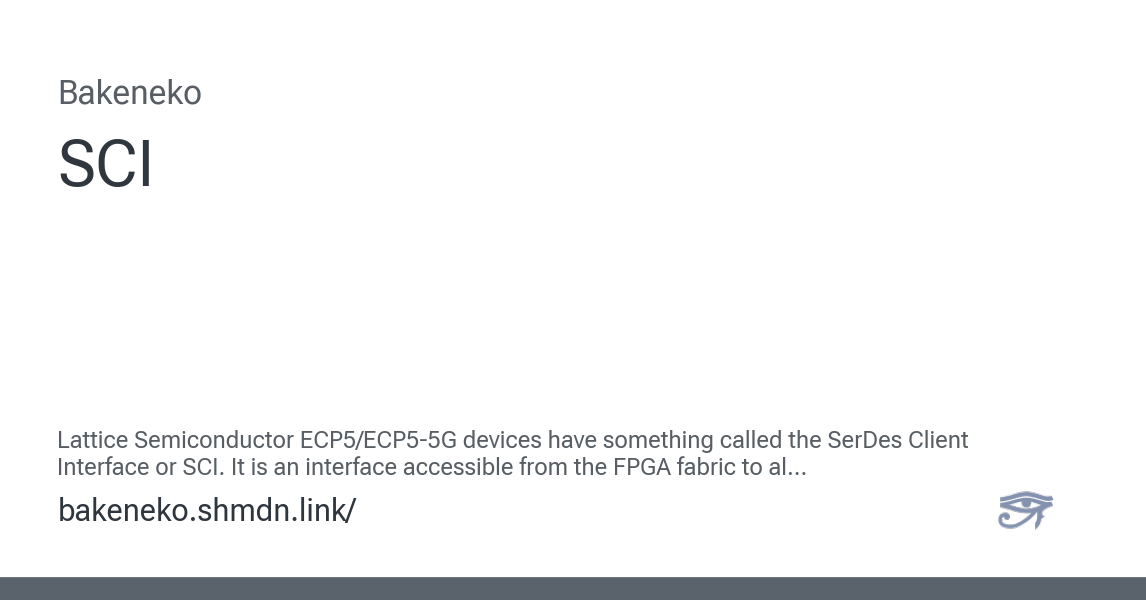 Bakeneko
SCI
Lattice Semiconductor ECP5/ECP5-5G devices have something called the SerDes Client
Interface or SCI. It is an interface accessible from the FPGA fabric to al...
bakeneko.shmdn.link/